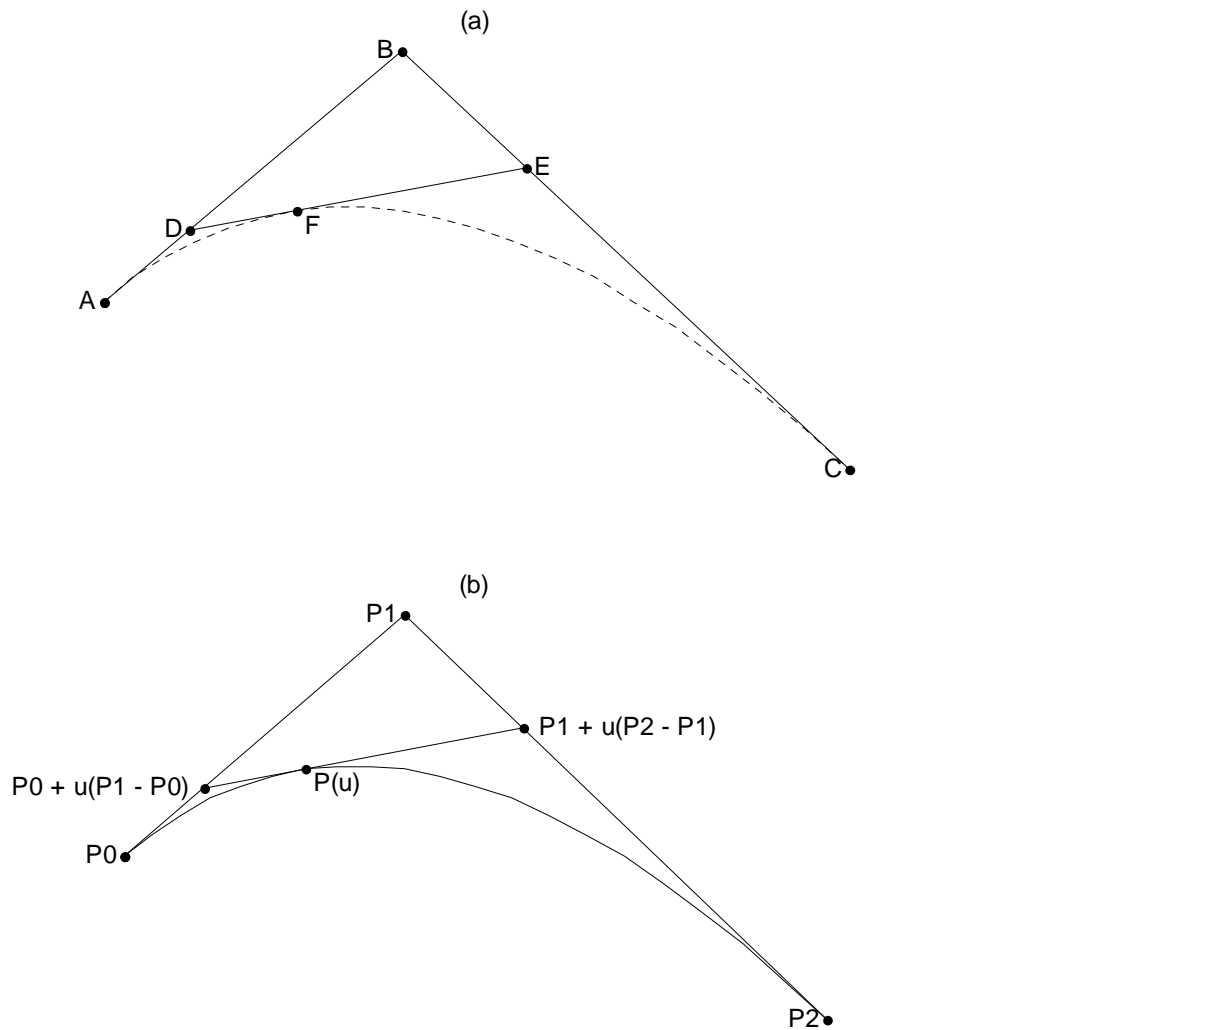 (a)
B
E
D
F
A
C
(b)
P1
P1 + u(P2 - P1)
P0 + u(P1 - P0)
P(u)
P0
P2